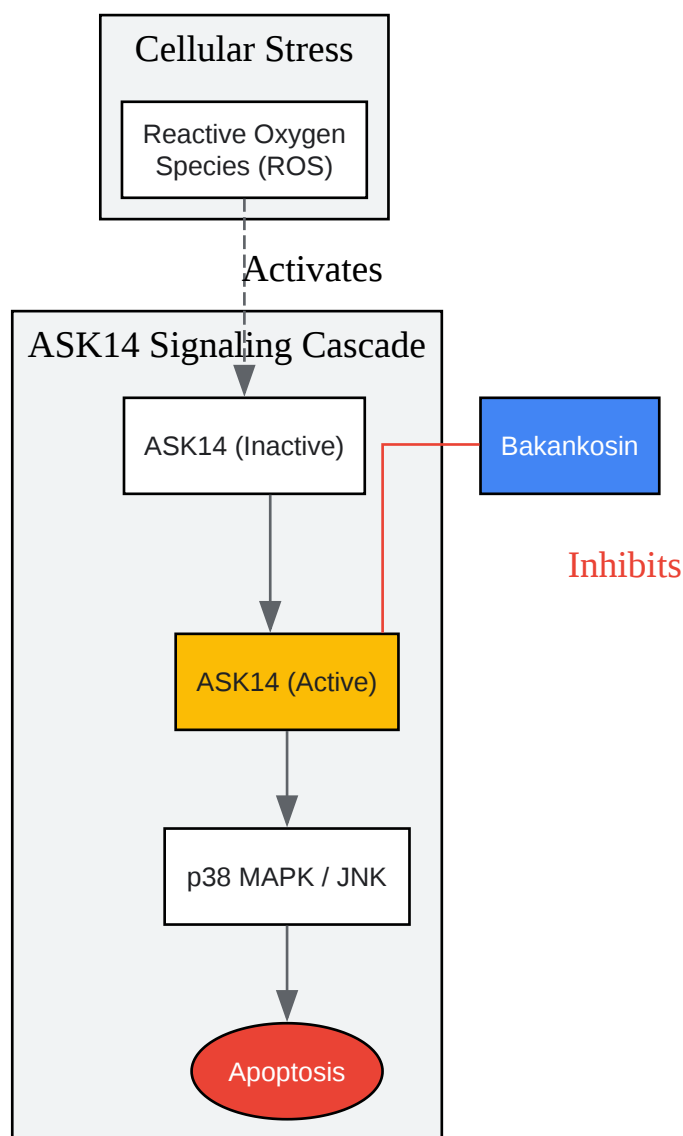 Cellular Stress
Reactive Oxygen
Species (ROS)
Activates
ASK14 Signaling Cascade
ASK14 (Inactive)
Bakankosin
Inhibits
ASK14 (Active)
p38 MAPK / JNK
Apoptosis